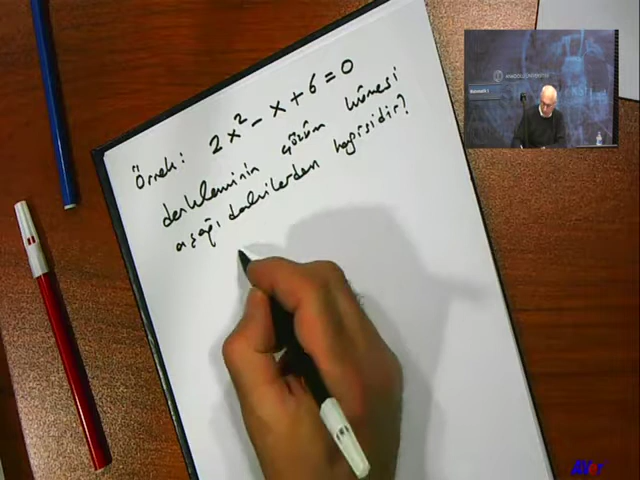 Örnek: 2x² - x + 6 = 0
denkleminin çözüm kümesi
aşağıdakilerden hangisidir?